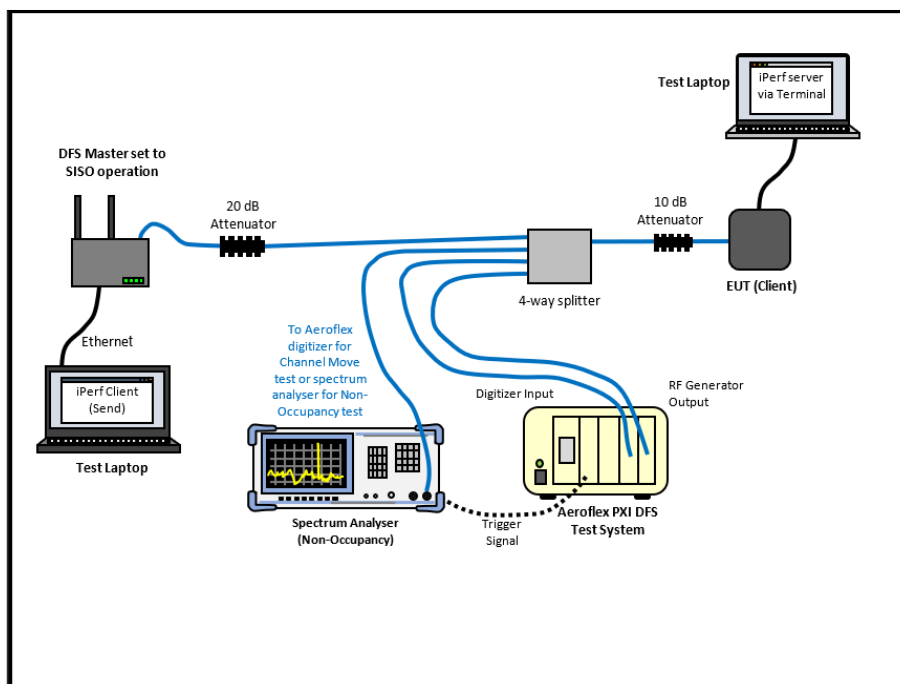 Test Laptop
iPerf server
via Terminal
DFS Master set to
SISO operation
20 dB
Attenuator
10 dB
Attenuator
EUT (Client)
4-way splitter
Ethernet
To Aeroflex
digitizer for
Channel Move
test or spectrum
analyser for Non-
Occupancy test
iPerf Client
(Send)
Test Laptop
Digitizer Input
RF Generator
Output
Spectrum Analyser
(Non-Occupancy)
Trigger
Signal
Aeroflex PXI DFS
Test System